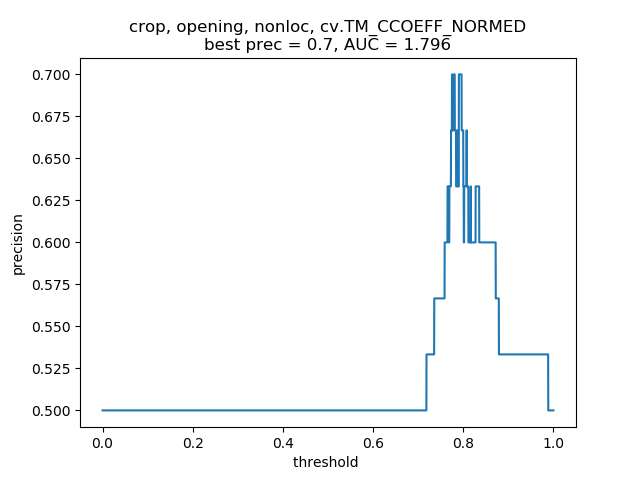 crop, opening, nonloc, cv.TM_CCOEFF_NORMED
best prec = 0.7, AUC = 1.796
0.700
0.675
0.650
0.625
0.600
0.575
0.550
0.525
0.500
precision
0.0 0.2 0.4 0.6 0.8 1.0
threshold